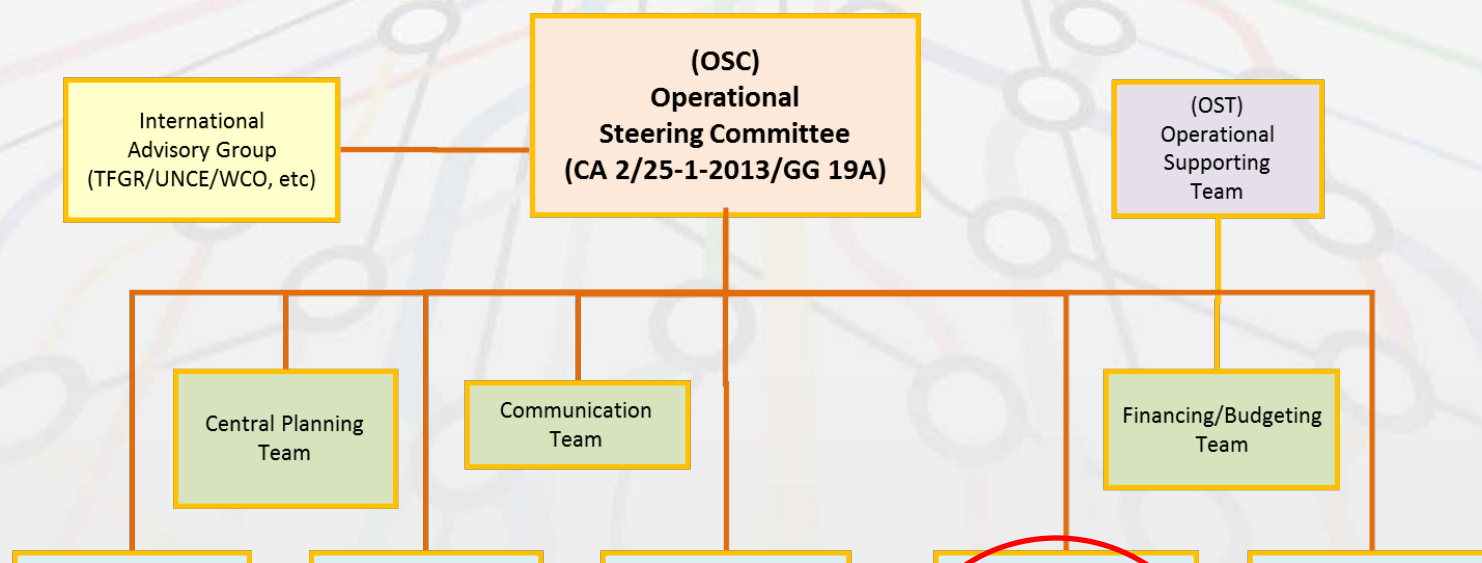 (OSC)
Operational
Steering Committee
(CA 2/25-1-2013/GG 19A)
International
Advisory Group
(TFGR/UNCE/WCO, etc)
(OST)
Operational
Supporting
Team
Central Planning
Team
Communication
Team
Financing/Budgeting
Team